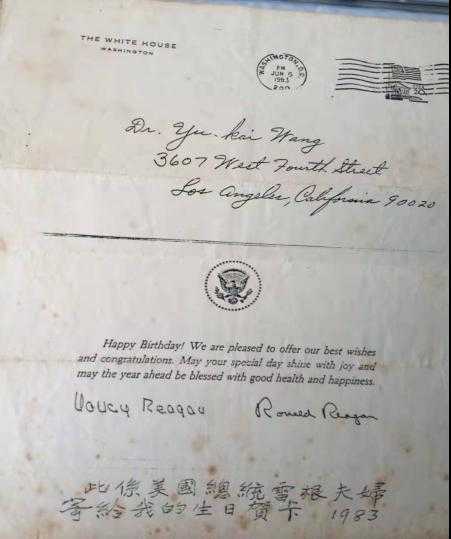 THE WHITE HOUSE
WASHINGTON
WASHINGTON, D.C.
PM
JUN 5
1983
200
Dr. Yu-kai Wang
3607 West Fourth Street
Los Angeles, California 90020
Happy Birthday! We are pleased to offer our best wishes
and congratulations. May your special day shine with joy and
may the year ahead be blessed with good health and happiness.
Nancy Reagan Ronald Reagan
此係美國總統雷根夫婦
寄給我的生日賀卡 1983